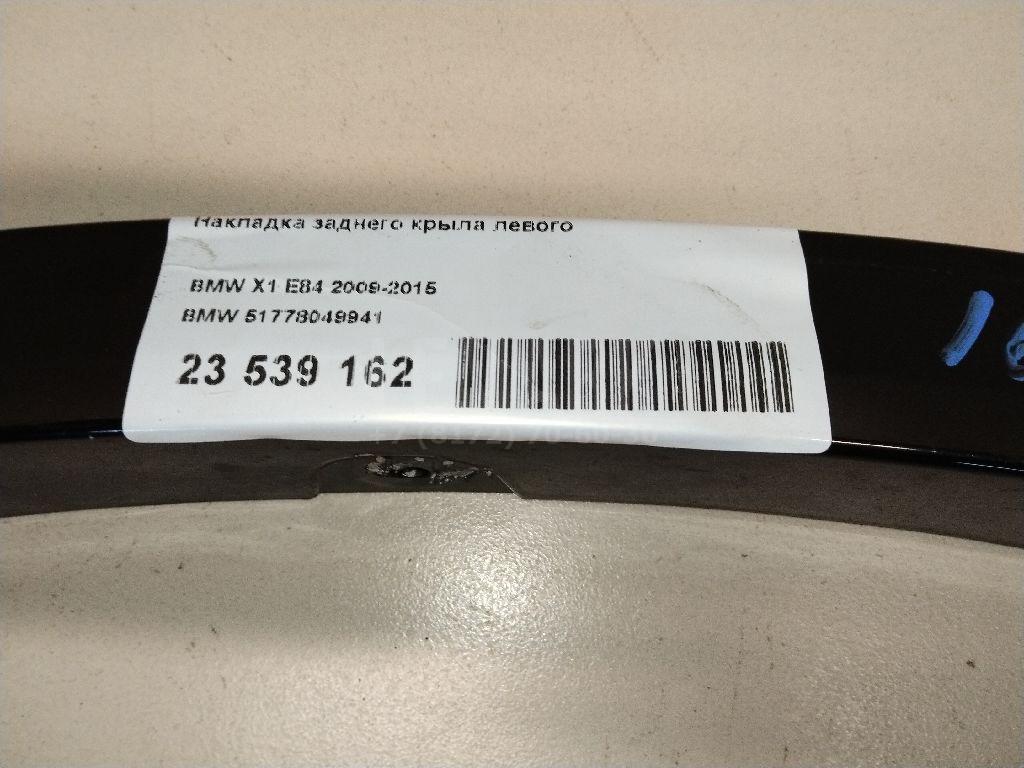 Накладка заднего крыла левого
BMW X1 E84 2009-2015
BMW 51778049941
23 539 162